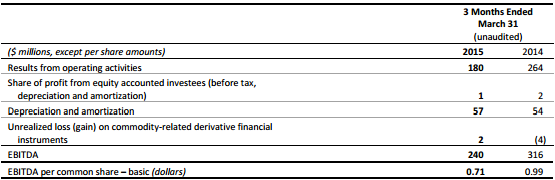 3 Months Ended
March 31
(unaudited)
($ millions, except per share amounts) 2015 2014
Results from operating activities 180 264
Share of profit from equity accounted investees (before tax,
depreciation and amortization) 1 2
Depreciation and amortization 57 54
Unrealized loss (gain) on commodity-related derivative financial
instruments 2 (4)
EBITDA 240 316
EBITDA per common share – basic (dollars) 0.71 0.99